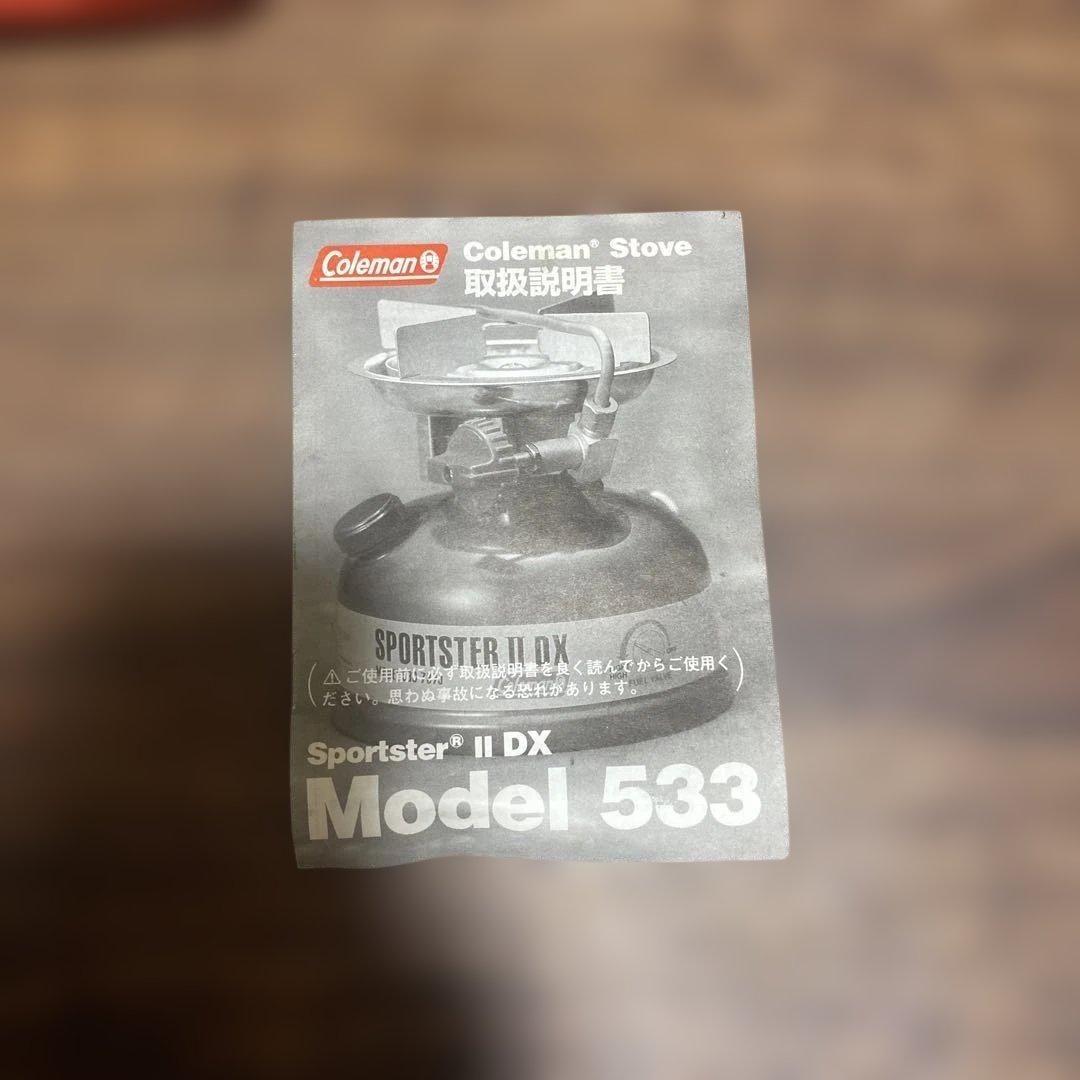 Coleman
Coleman® Stove
取扱説明書
SPORTSTER II DX
HIGH
FUEL VALVE
⚠ご使用前に必ず取扱説明書を良く読んでからご使用く
ださい。思わぬ事故になる恐れがあります。
Sportster® II DX
Model 533